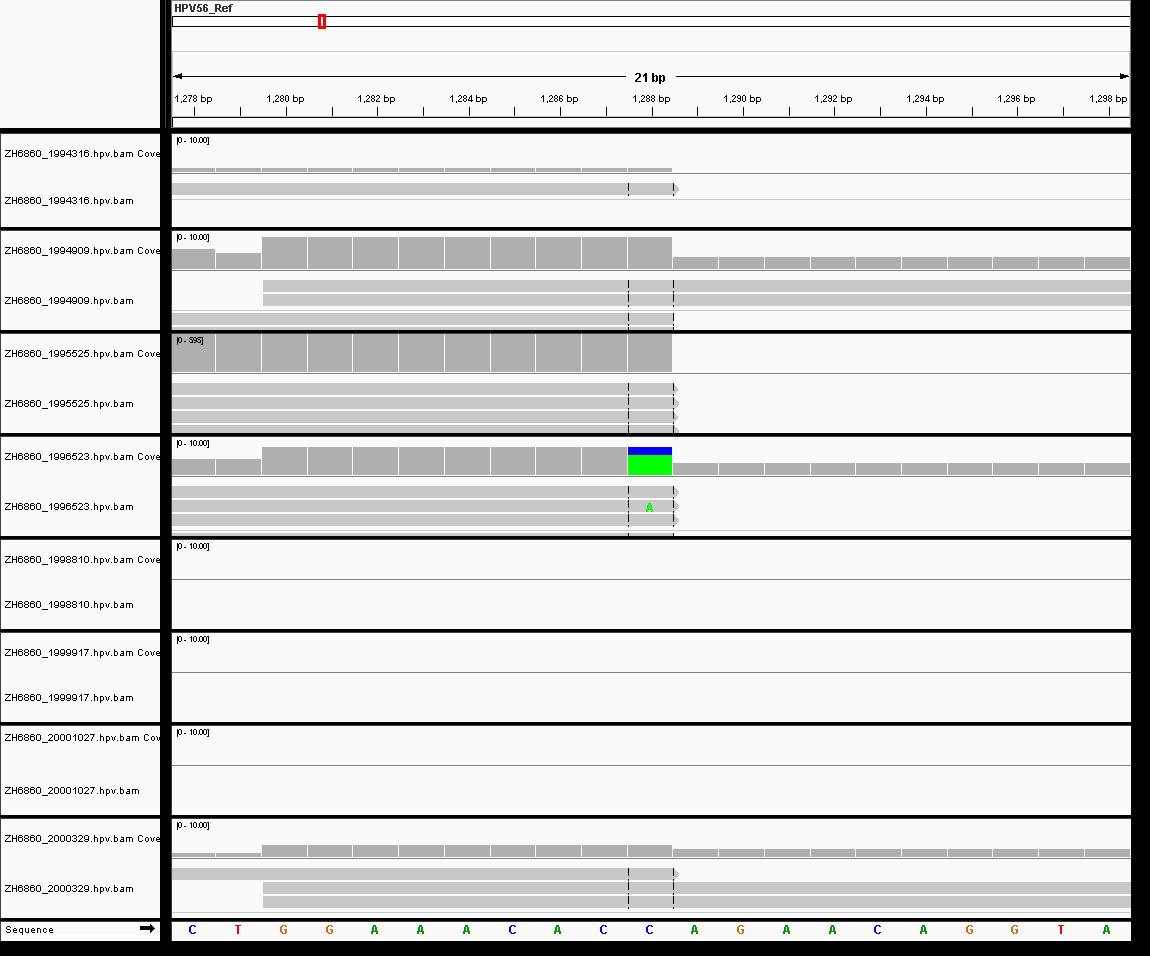 HPV56_Ref
21 bp
1,278 bp 1,280 bp 1,282 bp 1,284 bp 1,286 bp 1,288 bp 1,290 bp 1,292 bp 1,294 bp 1,296 bp 1,298 bp
[0 - 10.00]
ZH6860_1994316.hpv.bam Cove
ZH6860_1994316.hpv.bam
[0 - 10.00]
ZH6860_1994909.hpv.bam Cove
ZH6860_1994909.hpv.bam
[0 - 595]
ZH6860_1995525.hpv.bam Cove
ZH6860_1995525.hpv.bam
[0 - 10.00]
ZH6860_1996523.hpv.bam Cove
ZH6860_1996523.hpv.bam A
[0 - 10.00]
ZH6860_1998810.hpv.bam Cove
ZH6860_1998810.hpv.bam
[0 - 10.00]
ZH6860_1999917.hpv.bam Cove
ZH6860_1999917.hpv.bam
[0 - 10.00]
ZH6860_20001027.hpv.bam Cov
ZH6860_20001027.hpv.bam
[0 - 10.00]
ZH6860_2000329.hpv.bam Cove
ZH6860_2000329.hpv.bam
Sequence C T G G A A A C A C C A G A A C A G G T A